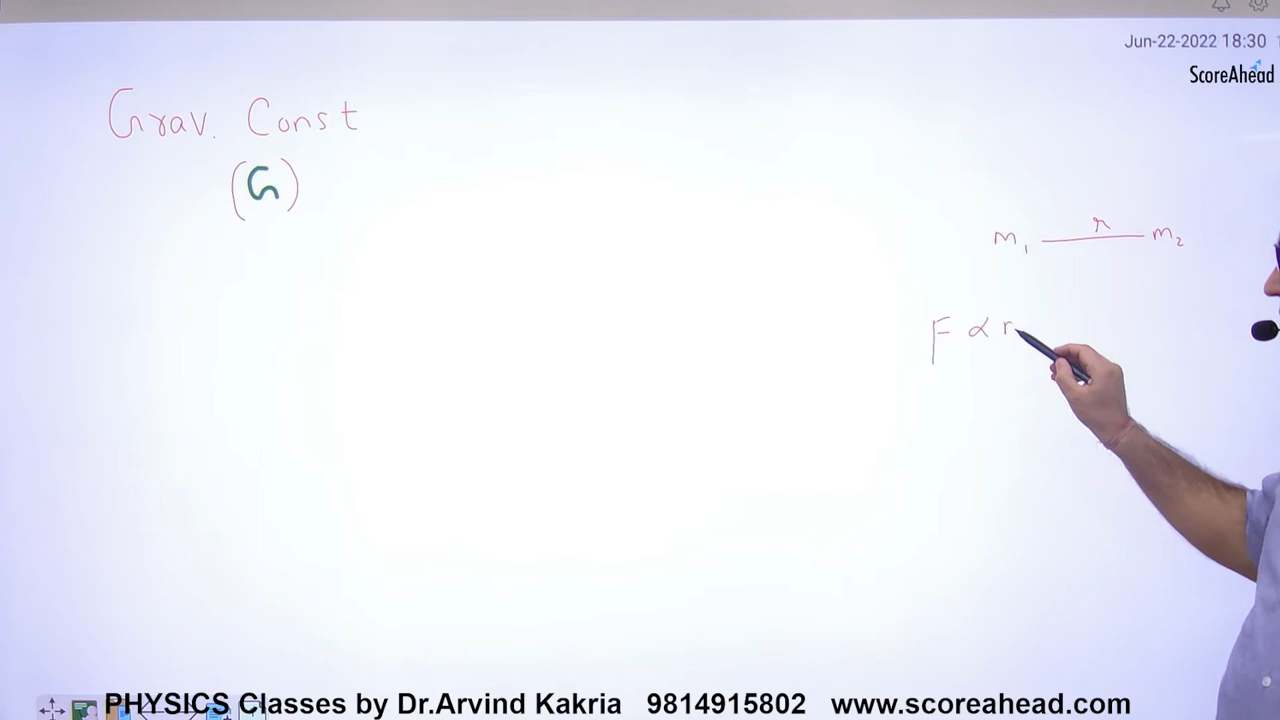 Jun-22-2022 18:30
ScoreAhead
Grav. Const
(G)
m₁ r m₂
F ∝
PHYSICS Classes by Dr.Arvind Kakria 9814915802 www.scoreahead.com